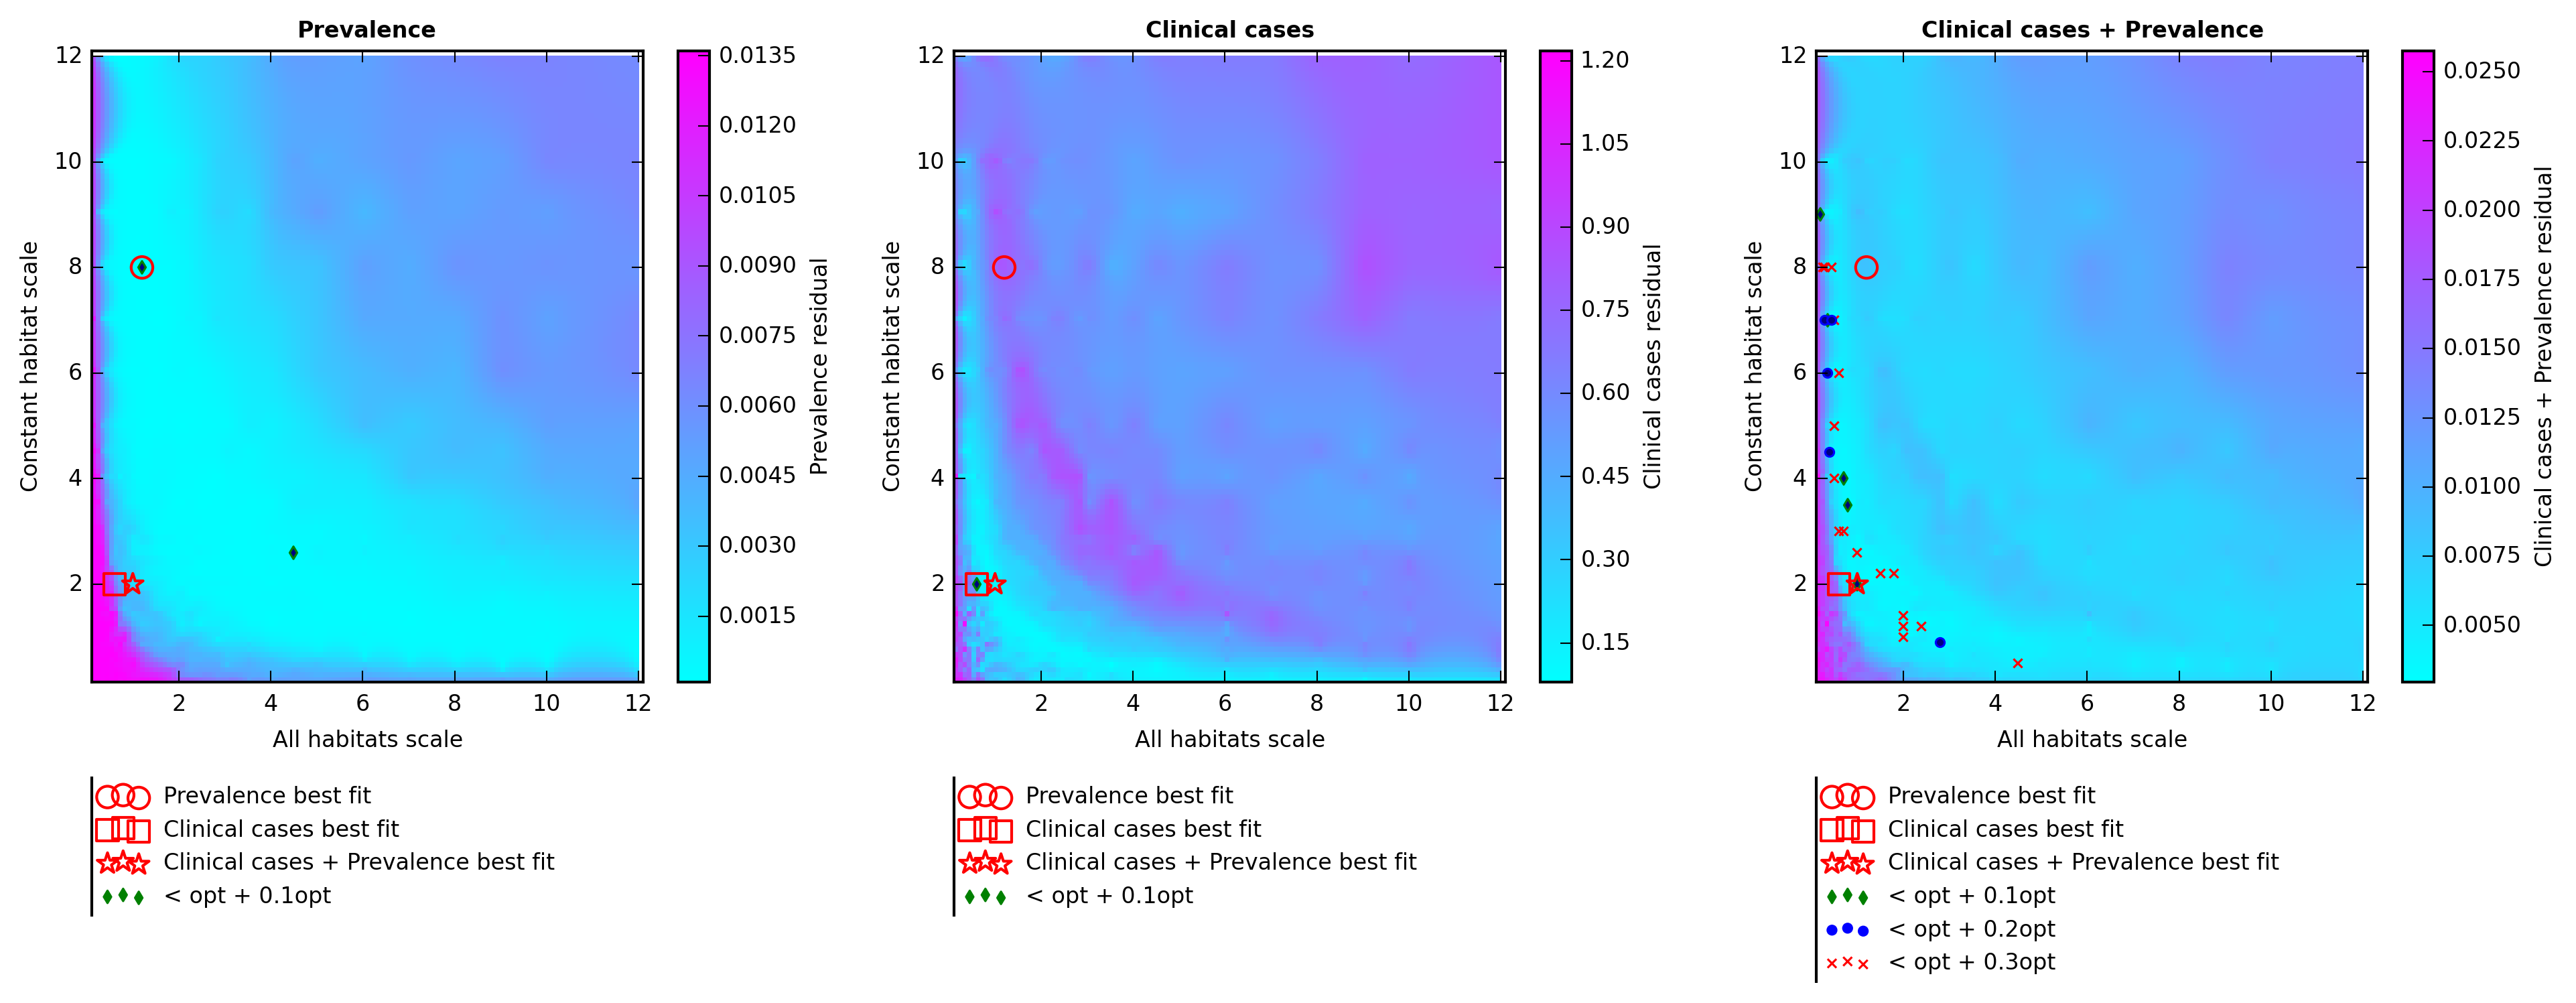 Prevalence
12
10
8
6
4
2
Constant habitat scale
2 4 6 8 10 12
All habitats scale
0.0135
0.0120
0.0105
0.0090
0.0075
0.0060
0.0045
0.0030
0.0015
Prevalence residual
Prevalence best fit
Clinical cases best fit
Clinical cases + Prevalence best fit
< opt + 0.1opt
Clinical cases
12
10
8
6
4
2
Constant habitat scale
2 4 6 8 10 12
All habitats scale
1.20
1.05
0.90
0.75
0.60
0.45
0.30
0.15
Clinical cases residual
Prevalence best fit
Clinical cases best fit
Clinical cases + Prevalence best fit
< opt + 0.1opt
Clinical cases + Prevalence
12
10
8
6
4
2
Constant habitat scale
2 4 6 8 10 12
All habitats scale
0.0250
0.0225
0.0200
0.0175
0.0150
0.0125
0.0100
0.0075
0.0050
Clinical cases + Prevalence residual
Prevalence best fit
Clinical cases best fit
Clinical cases + Prevalence best fit
< opt + 0.1opt
< opt + 0.2opt
< opt + 0.3opt